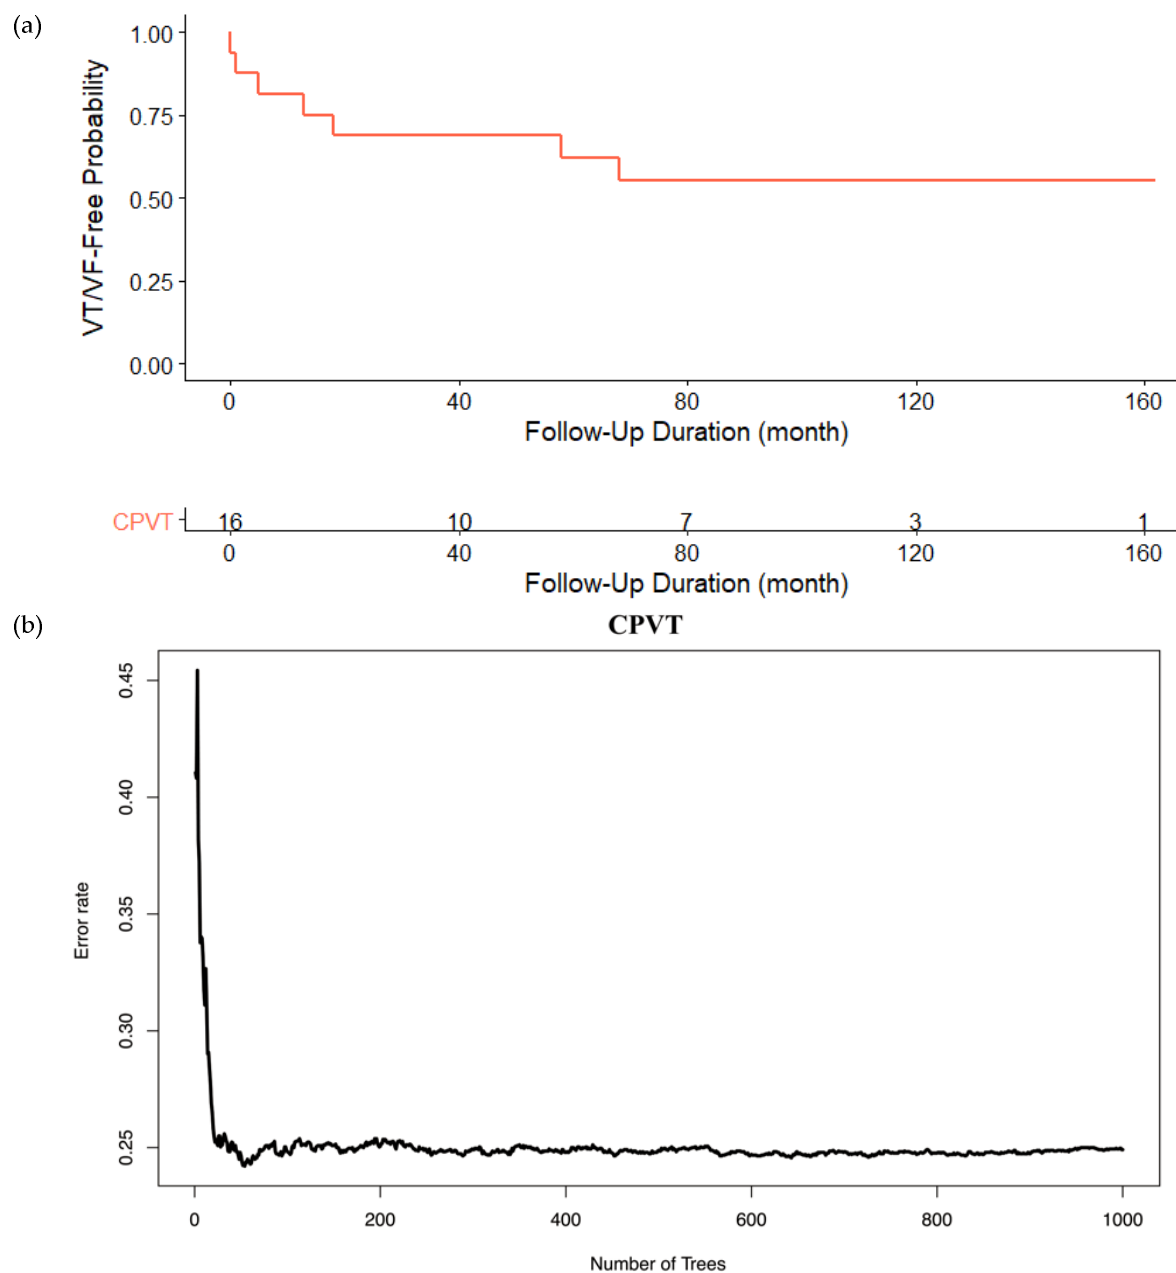 (a)
VT/VF-Free Probability
1.00
0.75
0.50
0.25
0.00
0 40 80 120 160
Follow-Up Duration (month)
CPVT 16 10 7 3 1
0 40 80 120 160
Follow-Up Duration (month)
(b)
CPVT
Error rate
0.45
0.40
0.35
0.30
0.25
0 200 400 600 800 1000
Number of Trees